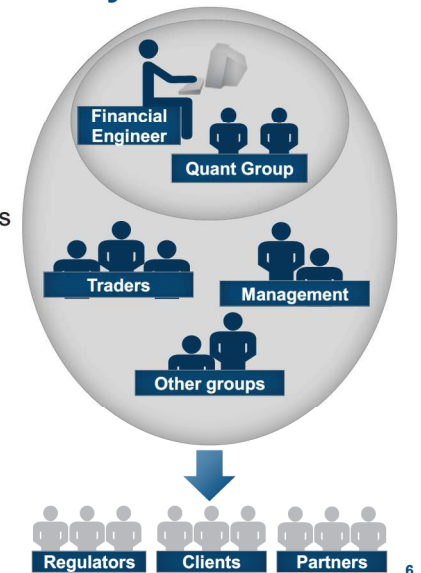 Financial
Engineer
Quant Group
s
Traders
Management
Other groups
Regulators
Clients
Partners
6